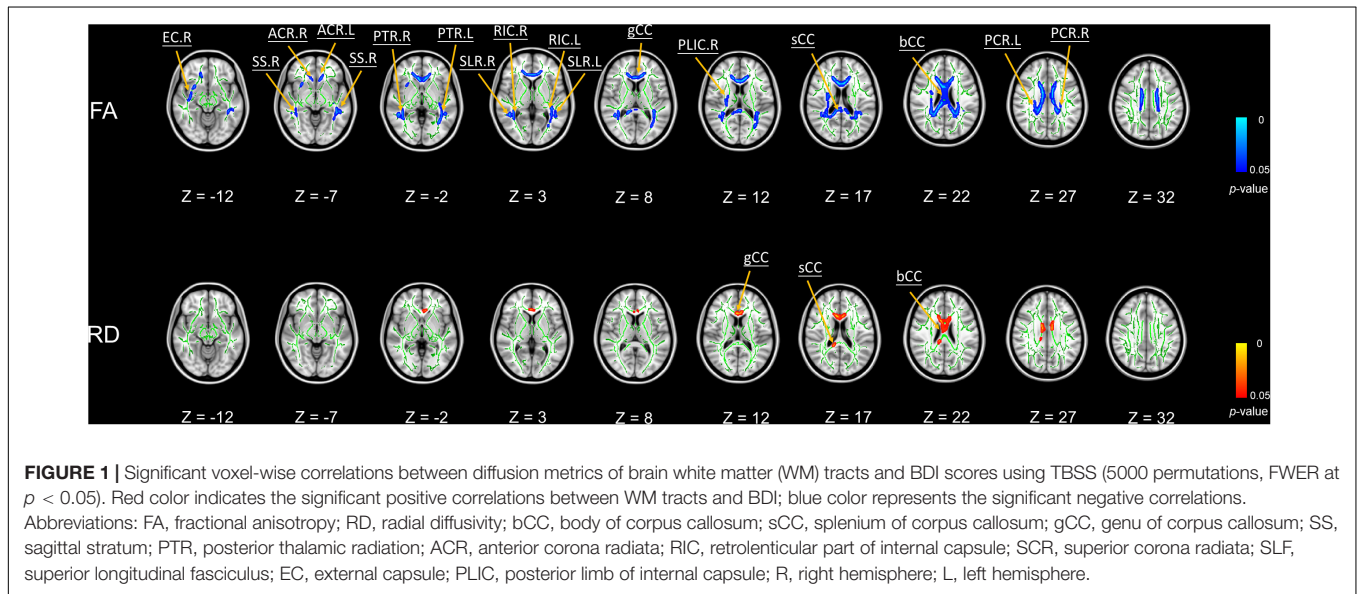 EC.R ACR.R ACR.L PTR.R PTR.L RIC.R RIC.L gCC PLIC.R sCC bCC PCR.L PCR.R
SS.R SS.R SLR.R SLR.L
FA
0
0.05
p-value
Z = -12 Z = -7 Z = -2 Z = 3 Z = 8 Z = 12 Z = 17 Z = 22 Z = 27 Z = 32
gCC sCC bCC
RD
0
0.05
p-value
Z = -12 Z = -7 Z = -2 Z = 3 Z = 8 Z = 12 Z = 17 Z = 22 Z = 27 Z = 32
FIGURE 1 | Significant voxel-wise correlations between diffusion metrics of brain white matter (WM) tracts and BDI scores using TBSS (5000 permutations, FWER at
p < 0.05). Red color indicates the significant positive correlations between WM tracts and BDI; blue color represents the significant negative correlations.
Abbreviations: FA, fractional anisotropy; RD, radial diffusivity; bCC, body of corpus callosum; sCC, splenium of corpus callosum; gCC, genu of corpus callosum; SS,
sagittal stratum; PTR, posterior thalamic radiation; ACR, anterior corona radiata; RIC, retrolenticular part of internal capsule; SCR, superior corona radiata; SLF,
superior longitudinal fasciculus; EC, external capsule; PLIC, posterior limb of internal capsule; R, right hemisphere; L, left hemisphere.